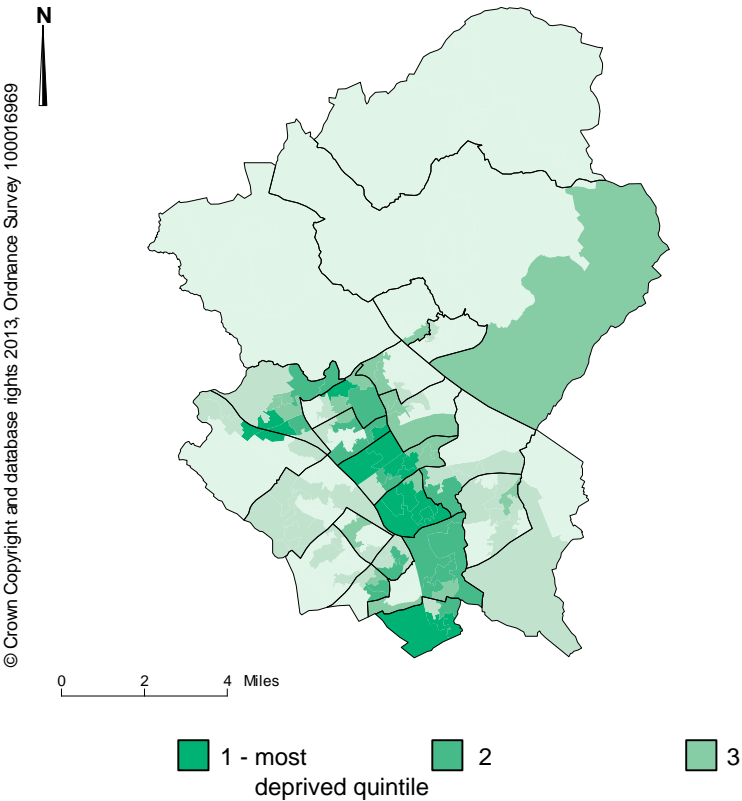 N
© Crown Copyright and database rights 2013, Ordnance Survey 100016969
0 2 4 Miles
1 - most 2 3
deprived quintile